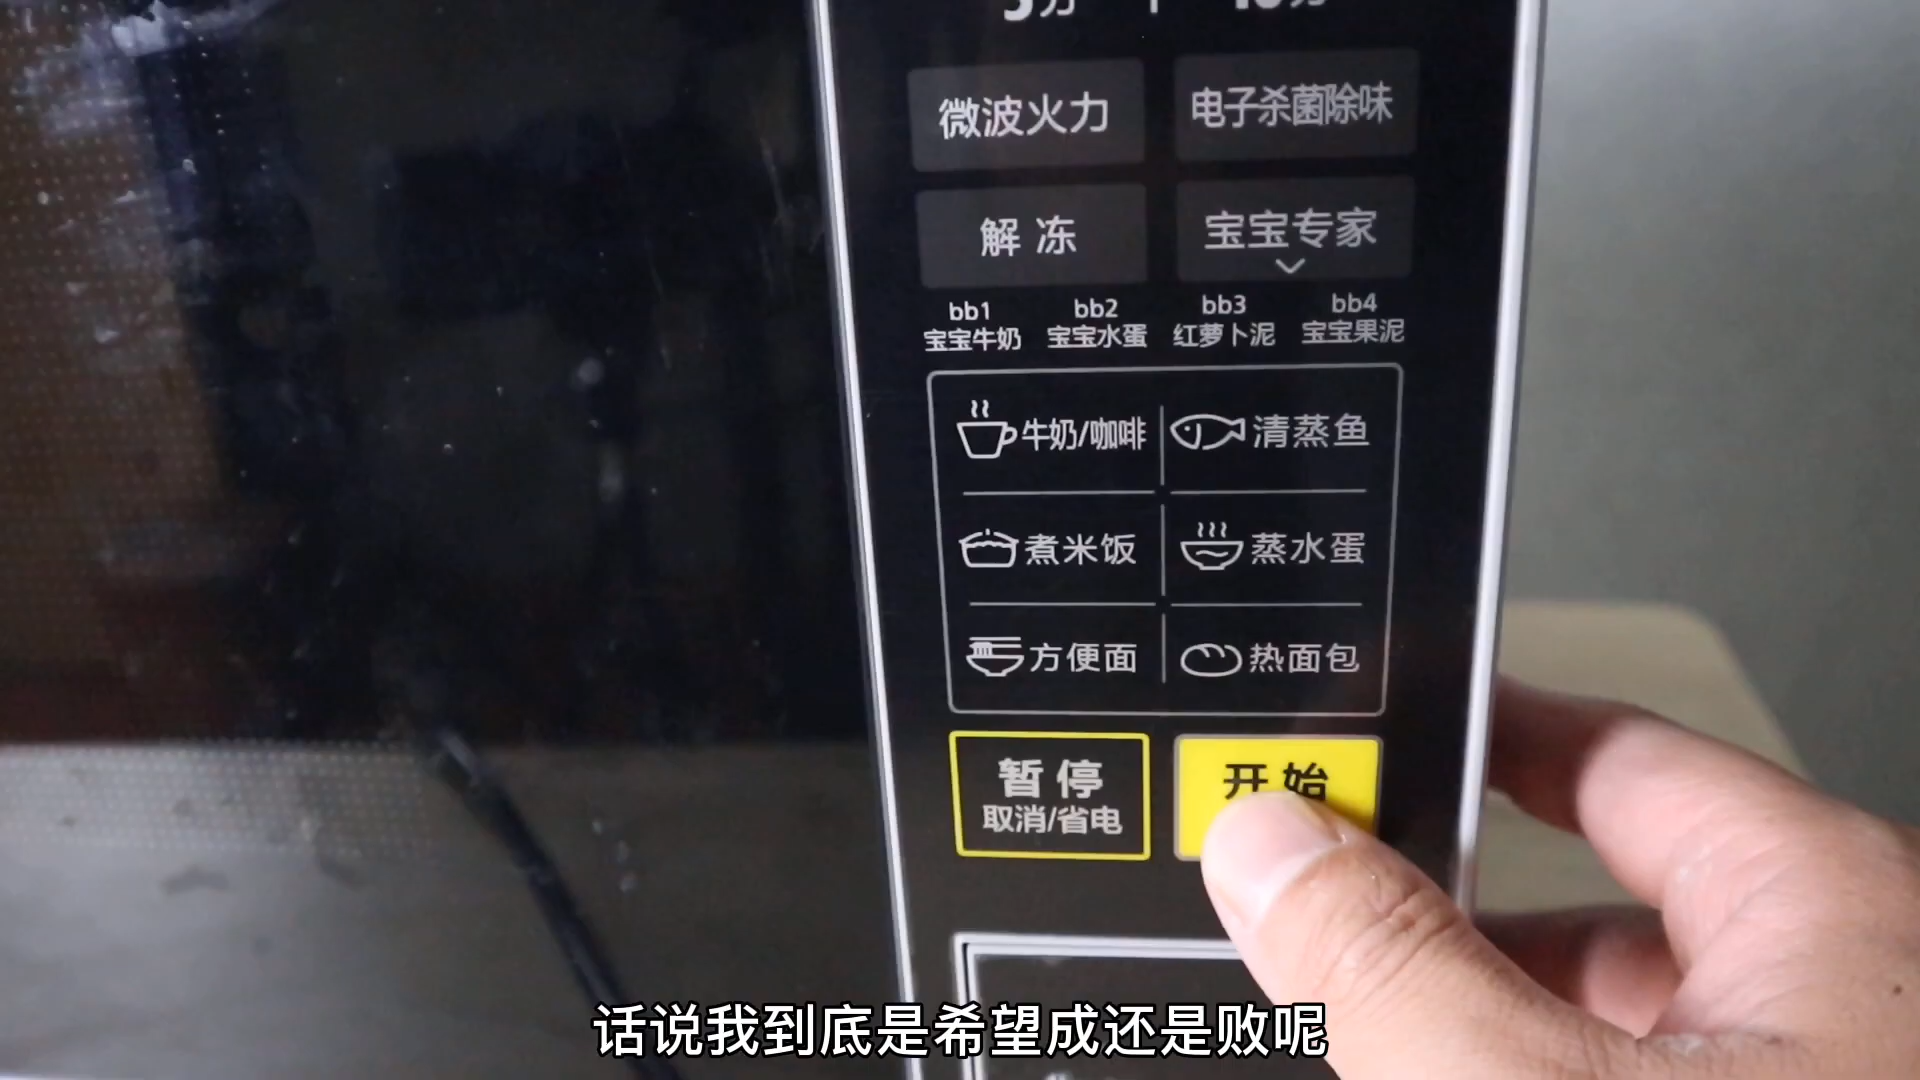 微波火力 电子杀菌除味
解冻 宝宝专家
bb1 bb2 bb3 bb4
宝宝牛奶 宝宝水蛋 红萝卜泥 宝宝果泥
牛奶/咖啡 清蒸鱼
煮米饭 蒸水蛋
方便面 热面包
暂停 开始
取消/省电
话说我到底是希望成还是败呢